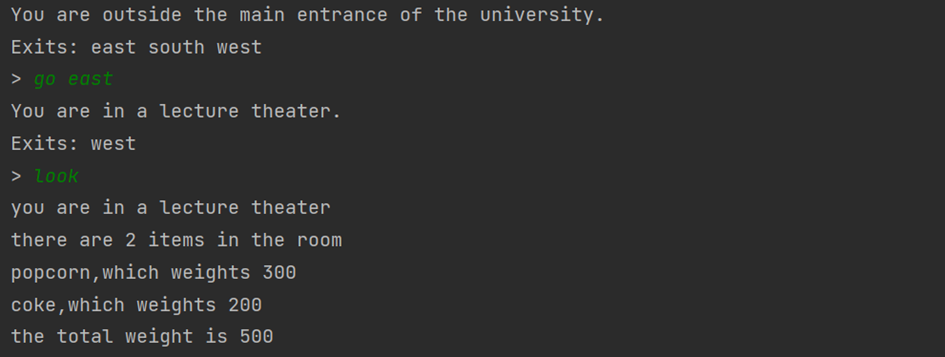 You are outside the main entrance of the university.
Exits: east south west
> go east
You are in a lecture theater.
Exits: west
> look
you are in a lecture theater
there are 2 items in the room
popcorn,which weights 300
coke,which weights 200
the total weight is 500